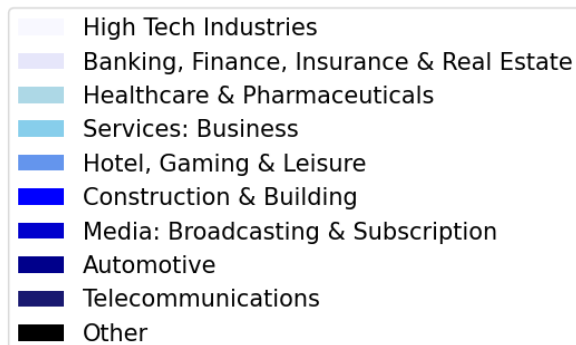 High Tech Industries
Banking, Finance, Insurance & Real Estate
Healthcare & Pharmaceuticals
Services: Business
Hotel, Gaming & Leisure
Construction & Building
Media: Broadcasting & Subscription
Automotive
Telecommunications
Other